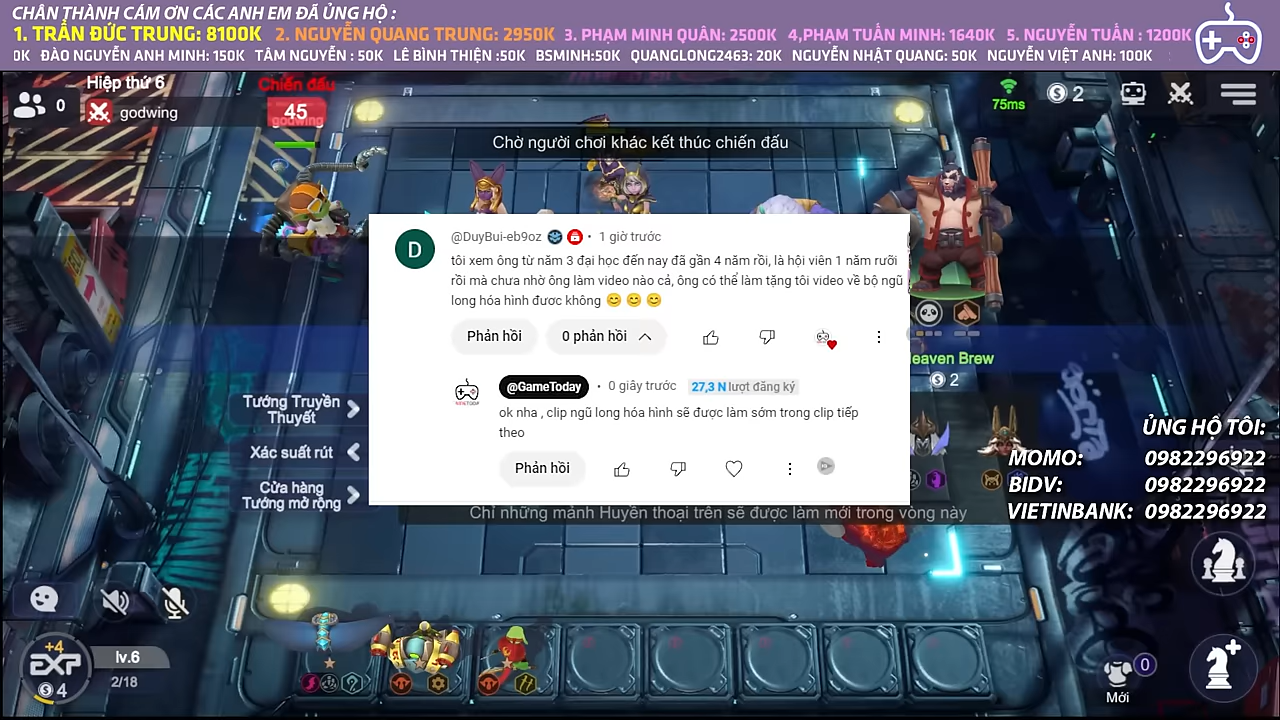 CHÂN THÀNH CÁM ƠN CÁC ANH EM ĐÃ ỦNG HỘ :
1. TRẦN ĐỨC TRUNG: 8100K 2. NGUYỄN QUANG TRUNG: 2950K 3. PHẠM MINH QUÂN: 2500K 4,PHẠM TUẤN MINH: 1640K 5. NGUYỄN TUẤN : 1200K
0K ĐÀO NGUYỄN ANH MINH: 150K TÂM NGUYỄN : 50K LÊ BÌNH THIỆN :50K BSMINH:50K QUANGLONG2463: 20K NGUYỄN NHẬT QUANG: 50K NGUYỄN VIỆT ANH: 100K
Hiệp thứ 6
Chiến đấu
0
godwing
45
godwing
75ms
2
Chờ người chơi khác kết thúc chiến đấu
@DuyBui-eb9oz • 1 giờ trước
tôi xem ông từ năm 3 đại học đến nay đã gần 4 năm rồi, là hội viên 1 năm rưỡi
rồi mà chưa nhờ ông làm video nào cả, ông có thể làm tặng tôi video về bộ ngũ
long hóa hình đươc không 😊 😊 😊
Phản hồi
0 phản hồi
@GameToday • 0 giây trước 27,3 N lượt đăng ký
ok nha , clip ngũ long hóa hình sẽ được làm sớm trong clip tiếp
theo
Phản hồi
D
eaven Brew
2
Tướng Truyền
Thuyết
Xác suất rút
Cửa hàng
Tướng mở rộng
Chỉ những mảnh Huyền thoại trên sẽ được làm mới trong vòng này
ỦNG HỘ TÔI:
MOMO: 0982296922
BIDV: 0982296922
VIETINBANK: 0982296922
+4
EXP
4
lv.6
2/18
0
Mới